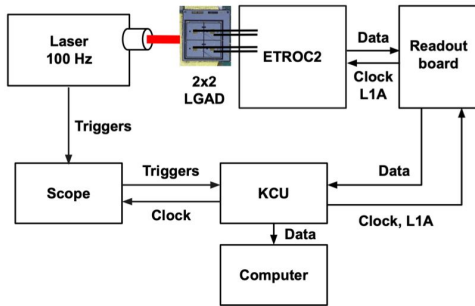 Laser
100 Hz
2x2
LGAD
ETROC2
Data
Clock
L1A
Readout
board
Triggers
Scope
Triggers
Clock
KCU
Data
Clock, L1A
Data
Computer